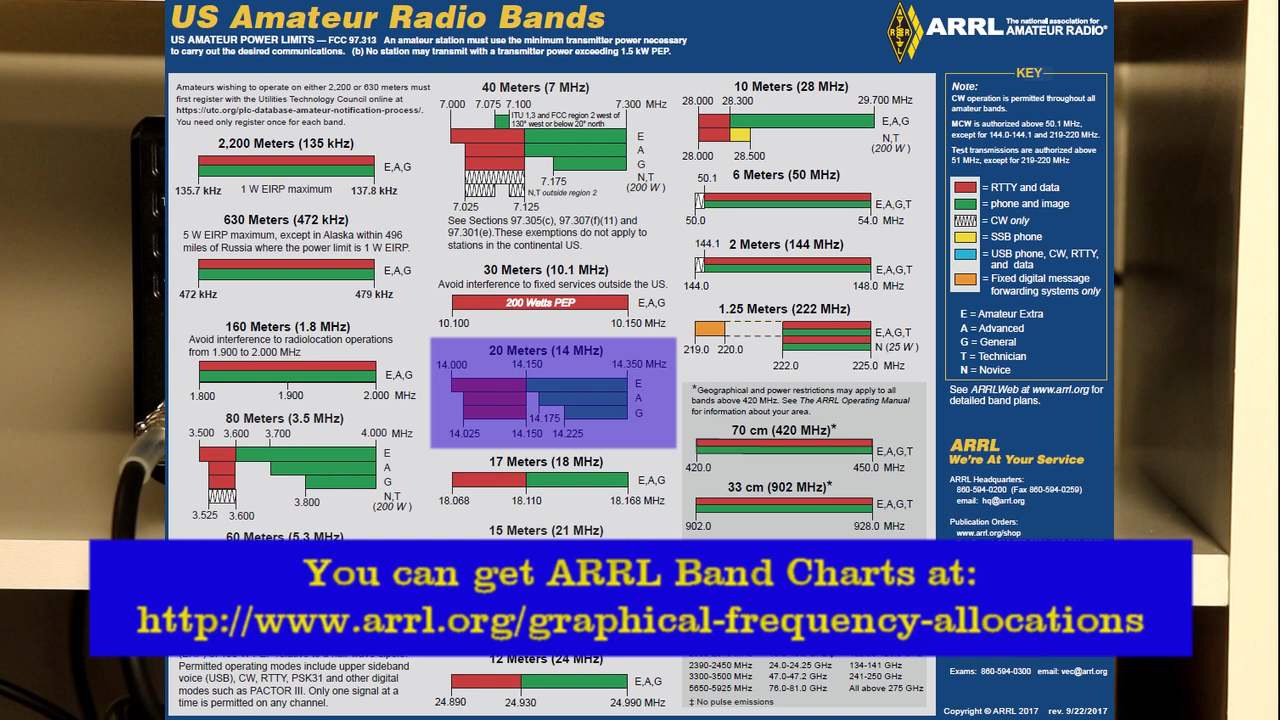 US Amateur Radio Bands
US AMATEUR POWER LIMITS — FCC 97.313 An amateur station must use the minimum transmitter power necessary
to carry out the desired communications. (b) No station may transmit with a transmitter power exceeding 1.5 kW PEP.
ARRL The national association for
AMATEUR RADIO®
Amateurs wishing to operate on either 2,200 or 630 meters must
first register with the Utilities Technology Council online at
https://utc.org/plc-database-amateur-notification-process/.
You need only register once for each band.
2,200 Meters (135 kHz)
E,A,G
135.7 kHz 1 W EIRP maximum 137.8 kHz
630 Meters (472 kHz)
5 W EIRP maximum, except in Alaska within 496
miles of Russia where the power limit is 1 W EIRP.
E,A,G
472 kHz 479 kHz
160 Meters (1.8 MHz)
Avoid interference to radiolocation operations
from 1.900 to 2.000 MHz
E,A,G
1.800 1.900 2.000 MHz
80 Meters (3.5 MHz)
3.500 3.600 3.700 4.000 MHz
E
A
G
N,T
(200 W)
3.800
3.525 3.600
60 Meters (5.3 MHz)
voice (USB), CW, RTTY, PSK31 and other digital
Permitted operating modes include upper sideband
modes such as PACTOR III. Only one signal at a
time is permitted on any channel.
40 Meters (7 MHz)
7.000 7.075 7.100 7.300 MHz
ITU 1,3 and FCC region 2 west of
130° west or below 20° north
E
A
G
N,T
(200 W)
7.175
N,T outside region 2
7.025 7.125
See Sections 97.305(c), 97.307(f)(11) and
97.301(e).These exemptions do not apply to
stations in the continental US.
30 Meters (10.1 MHz)
Avoid interference to fixed services outside the US.
200 Watts PEP E,A,G
10.100 10.150 MHz
20 Meters (14 MHz)
14.000 14.150 14.350 MHz
E
A
G
14.175
14.025 14.150 14.225
17 Meters (18 MHz)
E,A,G
18.068 18.110 18.168 MHz
15 Meters (21 MHz)
12 Meters (24 MHz)
E,A,G
24.890 24.930 24.990 MHz
10 Meters (28 MHz)
28.000 28.300 29.700 MHz
E,A,G
N,T
(200 W)
28.000 28.500
6 Meters (50 MHz)
50.1
E,A,G,T
50.0 54.0 MHz
2 Meters (144 MHz)
144.1
E,A,G,T
144.0 148.0 MHz
1.25 Meters (222 MHz)
E,A,G,T
N (25 W)
219.0 220.0
222.0 225.0 MHz
*Geographical and power restrictions may apply to all
bands above 420 MHz. See The ARRL Operating Manual
for information about your area.
70 cm (420 MHz)*
E,A,G,T
420.0 450.0 MHz
33 cm (902 MHz)*
E,A,G,T
902.0 928.0 MHz
2390-2450 MHz 24.0-24.25 GHz 134-141 GHz
3300-3500 MHz 47.0-47.2 GHz 241-250 GHz
5650-5925 MHz 76.0-81.0 GHz All above 275 GHz
‡ No pulse emissions
KEY
Note:
CW operation is permitted throughout all
amateur bands.
MCW is authorized above 50.1 MHz,
except for 144.0-144.1 and 219-220 MHz.
Test transmissions are authorized above
51 MHz, except for 219-220 MHz
= RTTY and data
= phone and image
= CW only
= SSB phone
= USB phone, CW, RTTY,
and data
= Fixed digital message
forwarding systems only
E = Amateur Extra
A = Advanced
G = General
T = Technician
N = Novice
See ARRLWeb at www.arrl.org for
detailed band plans.
ARRL
We're At Your Service
ARRL Headquarters:
860-594-0200 (Fax 860-594-0259)
email: hq@arrl.org
Publication Orders:
www.arrl.org/shop
Exams: 860-594-0300 email: vec@arrl.org
Copyright © ARRL 2017 rev. 9/22/2017
You can get ARRL Band Charts at:
http://www.arrl.org/graphical-frequency-allocations